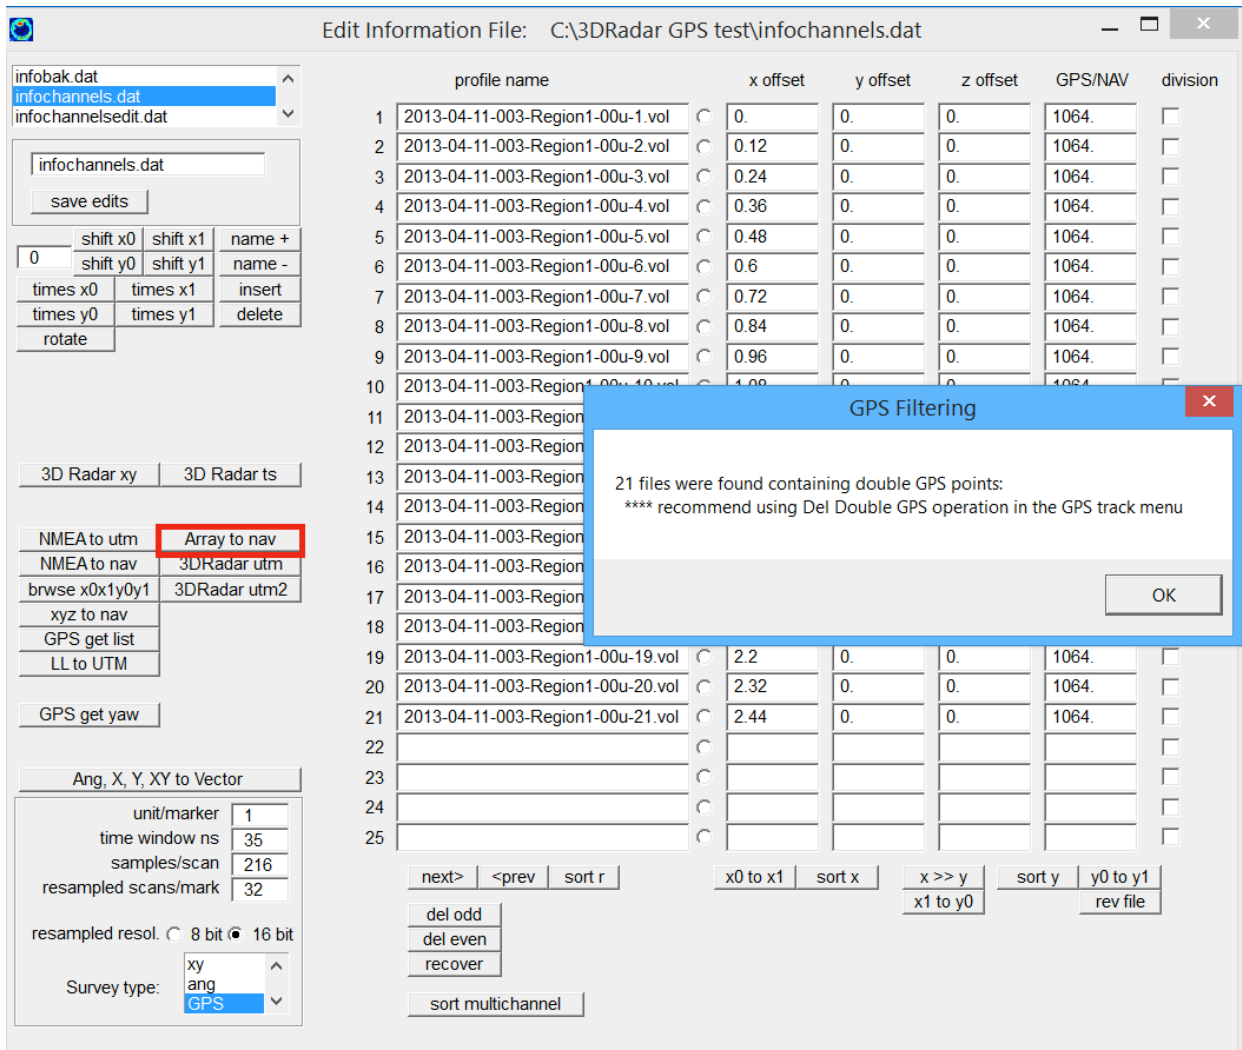 Edit Information File: C:\3DRadar GPS test\infochannels.dat
infobak.dat
infochannels.dat
infochannelsedit.dat
infochannels.dat
save edits
0 shift x0 shift x1 name +
shift y0 shift y1 name -
times x0 times x1 insert
times y0 times y1 delete
rotate
3D Radar xy 3D Radar ts
NMEA to utm Array to nav
NMEA to nav 3DRadar utm
brwse x0x1y0y1 3DRadar utm2
xyz to nav
GPS get list
LL to UTM
GPS get yaw
Ang, X, Y, XY to Vector
unit/marker 1
time window ns 35
samples/scan 216
resampled scans/mark 32
resampled resol. 8 bit 16 bit
Survey type: xy
ang
GPS
profile name x offset y offset z offset GPS/NAV division
1 2013-04-11-003-Region1-00u-1.vol 0. 0. 0. 1064.
2 2013-04-11-003-Region1-00u-2.vol 0.12 0. 0. 1064.
3 2013-04-11-003-Region1-00u-3.vol 0.24 0. 0. 1064.
4 2013-04-11-003-Region1-00u-4.vol 0.36 0. 0. 1064.
5 2013-04-11-003-Region1-00u-5.vol 0.48 0. 0. 1064.
6 2013-04-11-003-Region1-00u-6.vol 0.6 0. 0. 1064.
7 2013-04-11-003-Region1-00u-7.vol 0.72 0. 0. 1064.
8 2013-04-11-003-Region1-00u-8.vol 0.84 0. 0. 1064.
9 2013-04-11-003-Region1-00u-9.vol 0.96 0. 0. 1064.
10 2013-04-11-003-Region1-00u-10.vol 1.08 0. 0. 1064.
11 2013-04-11-003-Region
12 2013-04-11-003-Region
13 2013-04-11-003-Region
14 2013-04-11-003-Region
15 2013-04-11-003-Region
16 2013-04-11-003-Region
17 2013-04-11-003-Region
18 2013-04-11-003-Region
19 2013-04-11-003-Region1-00u-19.vol 2.2 0. 0. 1064.
20 2013-04-11-003-Region1-00u-20.vol 2.32 0. 0. 1064.
21 2013-04-11-003-Region1-00u-21.vol 2.44 0. 0. 1064.
22
23
24
25
GPS Filtering
21 files were found containing double GPS points:
**** recommend using Del Double GPS operation in the GPS track menu
OK
next> <prev sort r x0 to x1 sort x x >> y sort y y0 to y1
x1 to y0 rev file
del odd
del even
recover
sort multichannel